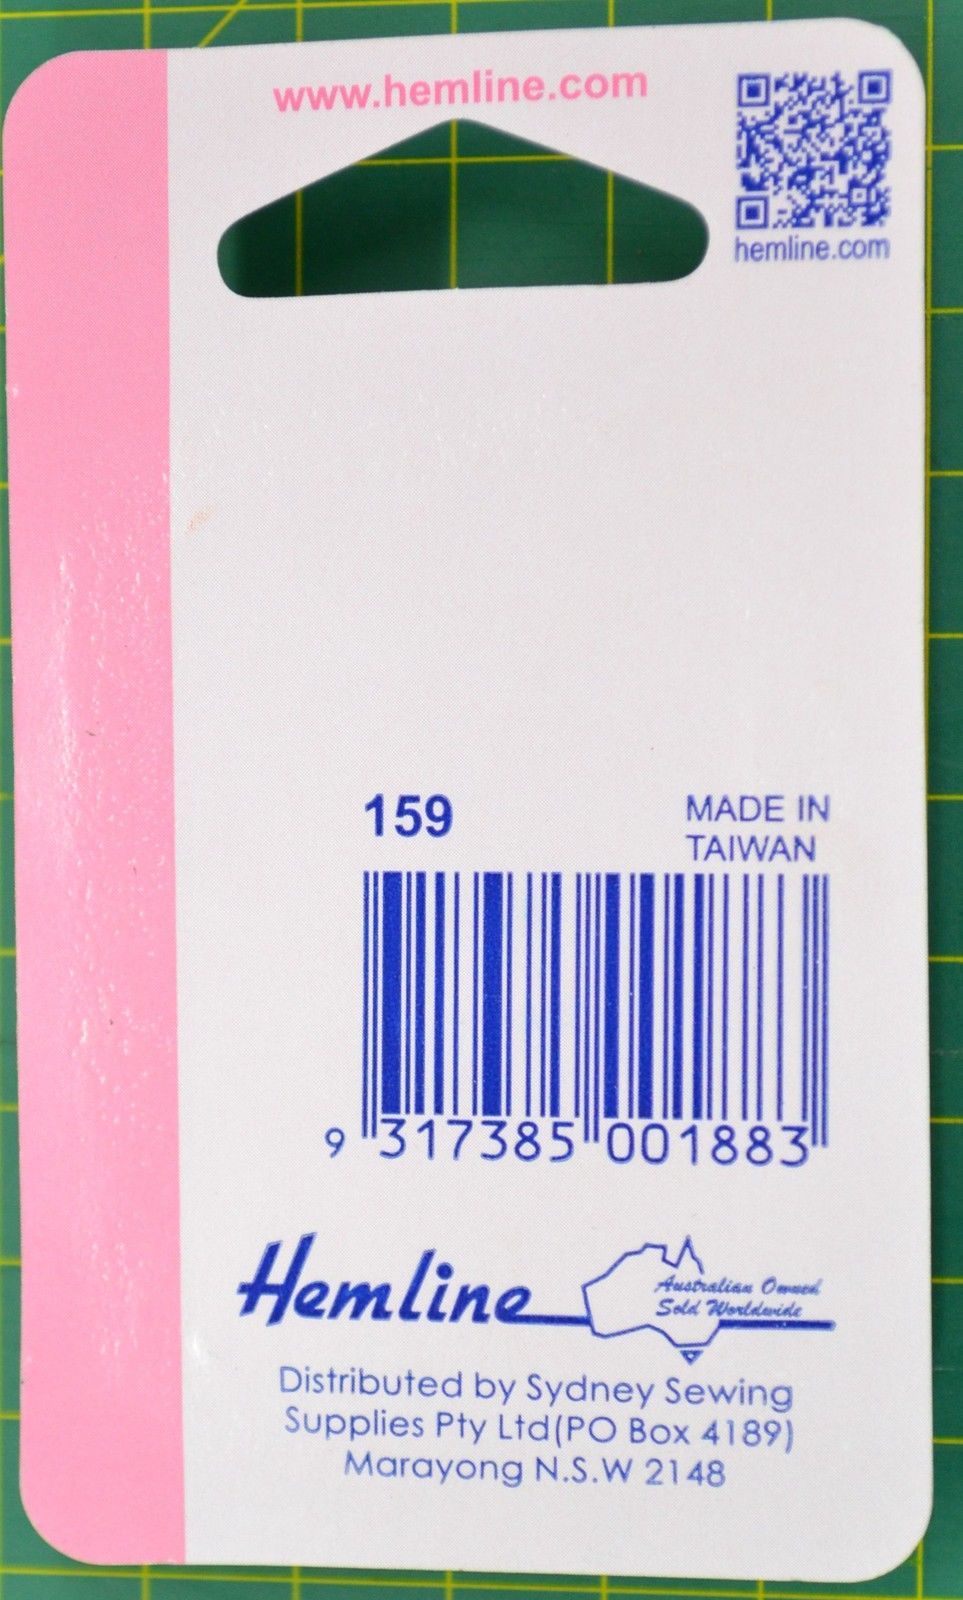 www.hemline.com
hemline.com
159
MADE IN
TAIWAN
9 317385 001883
Hemline
Australian Owned
Sold Worldwide
Distributed by Sydney Sewing
Supplies Pty Ltd(PO Box 4189)
Marayong N.S.W 2148